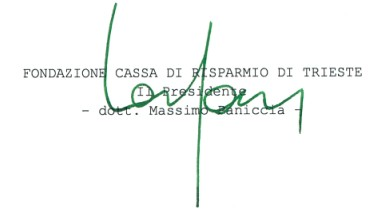 FONDAZIONE CASSA DI RISPARMIO DI TRIESTE
Il Presidente
- dott. Massimo Paniccia -